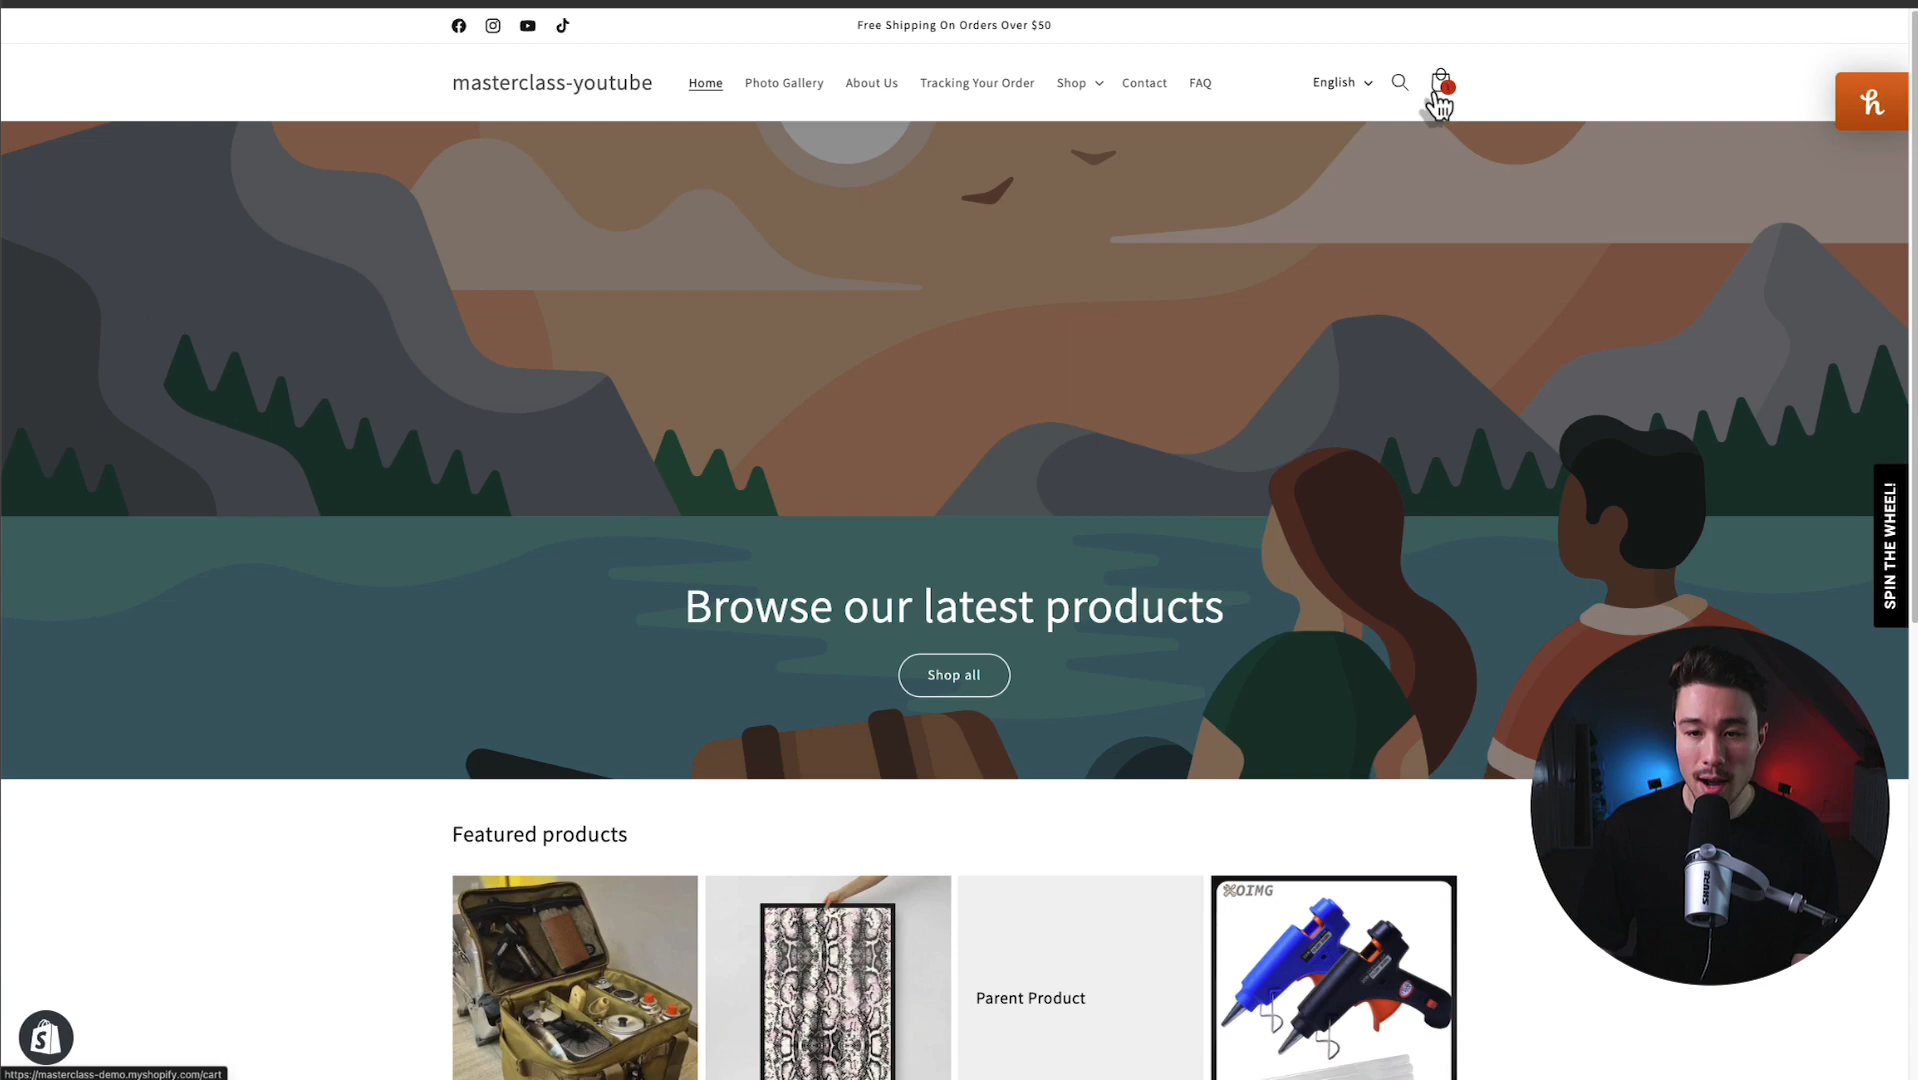 Free Shipping On Orders Over $50
masterclass-youtube
Home
Photo Gallery
About Us
Tracking Your Order
Shop
Contact
FAQ
English
SPIN THE WHEEL!
Browse our latest products
Shop all
Featured products
Parent Product
XOIMG
SHURE
https://masterclass-demo.myshopify.com/cart